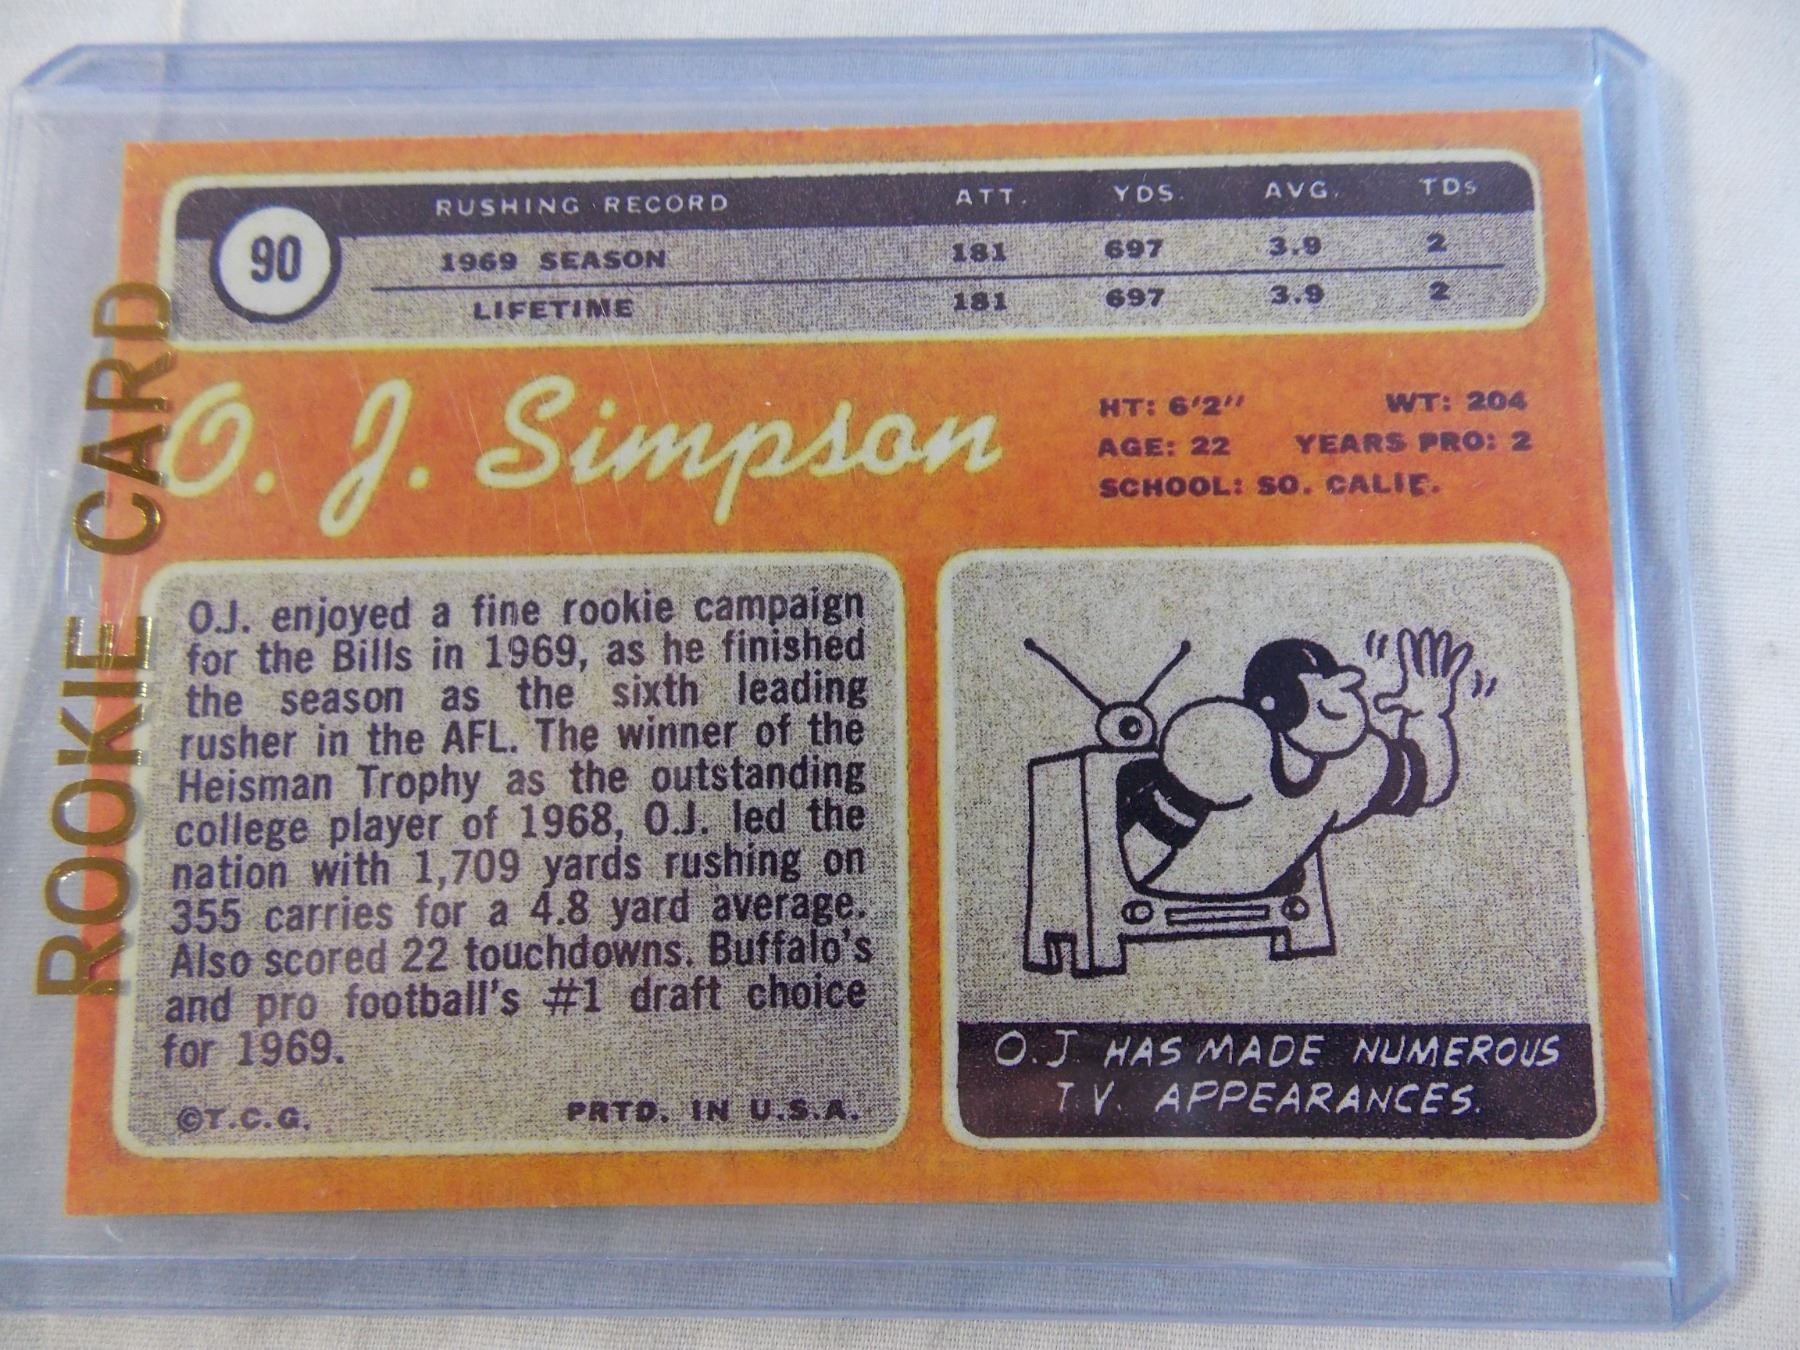 ROOKIE CARD
90
RUSHING RECORD ATT. YDS. AVG. TDs
1969 SEASON 181 697 3.9 2
LIFETIME 181 697 3.9 2
O. J. Simpson
HT: 6'2" WT: 204
AGE: 22 YEARS PRO: 2
SCHOOL: SO. CALIF.
O.J. enjoyed a fine rookie campaign
for the Bills in 1969, as he finished
the season as the sixth leading
rusher in the AFL. The winner of the
Heisman Trophy as the outstanding
college player of 1968, O.J. led the
nation with 1,709 yards rushing on
355 carries for a 4.8 yard average.
Also scored 22 touchdowns. Buffalo's
and pro football's #1 draft choice
for 1969.
©T.C.G. PRTD. IN U.S.A.
O.J HAS MADE NUMEROUS
T V. APPEARANCES.